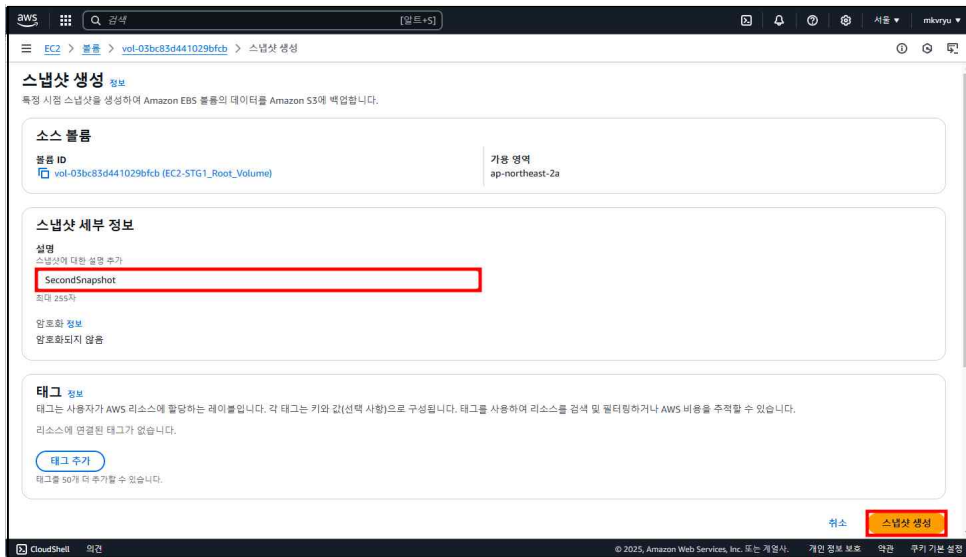 aws 검색 [알트+S] 서울 ▼ mkvryu ▼
EC2 > 볼륨 > vol-03bc83d441029bfcb > 스냅샷 생성
스냅샷 생성 정보
특정 시점 스냅샷을 생성하여 Amazon EBS 볼륨의 데이터를 Amazon S3에 백업합니다.
소스 볼륨
볼륨 ID
vol-03bc83d441029bfcb (EC2-STG1_Root_Volume)
가용 영역
ap-northeast-2a
스냅샷 세부 정보
설명
스냅샷에 대한 설명 추가
SecondSnapshot
최대 255자
암호화 정보
암호화되지 않음
태그 정보
태그는 사용자가 AWS 리소스에 할당하는 레이블입니다. 각 태그는 키와 값(선택 사항)으로 구성됩니다. 태그를 사용하여 리소스를 검색 및 필터링하거나 AWS 비용을 추적할 수 있습니다.
리소스에 연결된 태그가 없습니다.
태그 추가
태그를 50개 더 추가할 수 있습니다.
취소 스냅샷 생성
CloudShell 의견 © 2025, Amazon Web Services, Inc. 또는 계열사. 개인 정보 보호 약관 쿠키 기본 설정